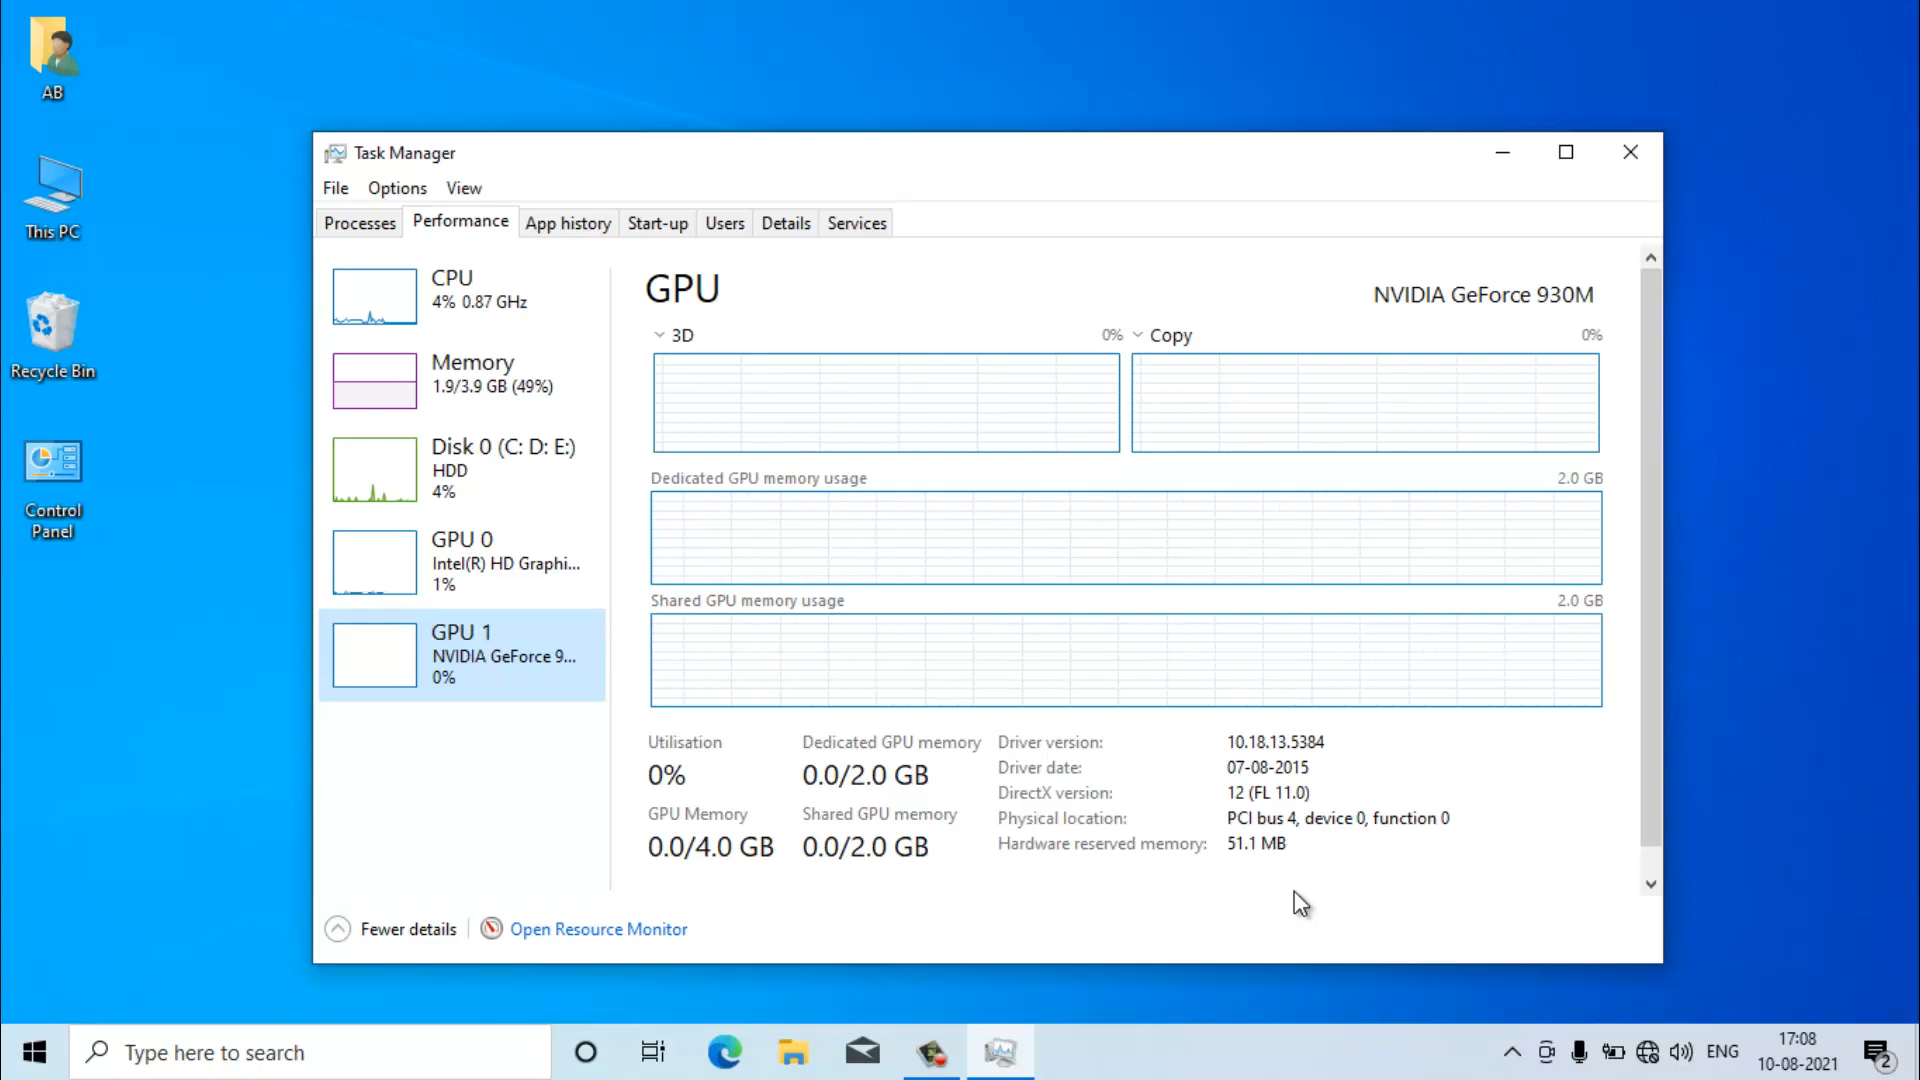 AB
This PC
Recycle Bin
Control
Panel
Task Manager
File Options View
Processes Performance App history Start-up Users Details Services
CPU
4% 0.87 GHz
Memory
1.9/3.9 GB (49%)
Disk 0 (C: D: E:)
HDD
4%
GPU 0
Intel(R) HD Graphi...
1%
GPU 1
NVIDIA GeForce 9...
0%
GPU
NVIDIA GeForce 930M
3D 0% Copy 0%
Dedicated GPU memory usage 2.0 GB
Shared GPU memory usage 2.0 GB
Utilisation
0%
Dedicated GPU memory
0.0/2.0 GB
GPU Memory
0.0/4.0 GB
Shared GPU memory
0.0/2.0 GB
Driver version: 10.18.13.5384
Driver date: 07-08-2015
DirectX version: 12 (FL 11.0)
Physical location: PCI bus 4, device 0, function 0
Hardware reserved memory: 51.1 MB
Fewer details Open Resource Monitor
Type here to search
ENG
17:08
10-08-2021
2